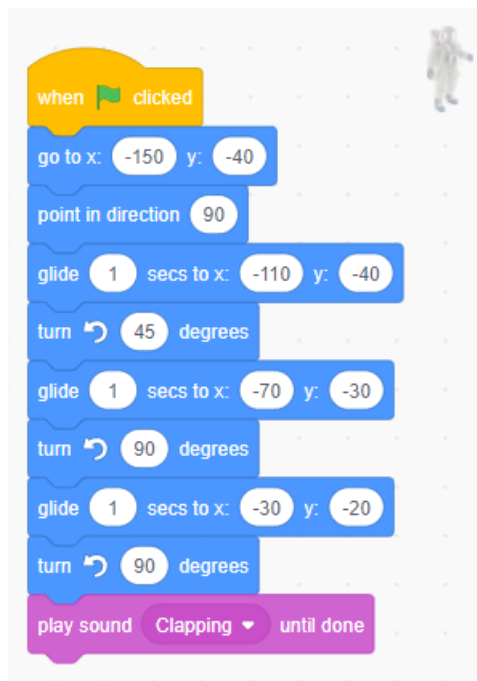 when clicked
go to x: -150 y: -40
point in direction 90
glide 1 secs to x: -110 y: -40
turn 45 degrees
glide 1 secs to x: -70 y: -30
turn 90 degrees
glide 1 secs to x: -30 y: -20
turn 90 degrees
play sound Clapping until done